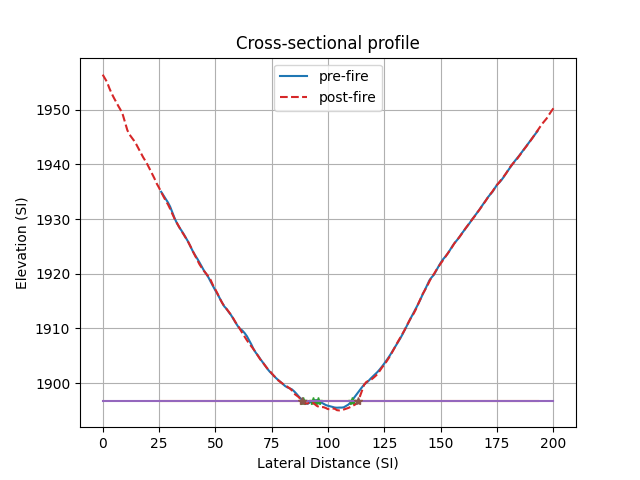 Cross-sectional profile
pre-fire
post-fire
1950
1940
1930
1920
1910
1900
Elevation (SI)
0 25 50 75 100 125 150 175 200
Lateral Distance (SI)